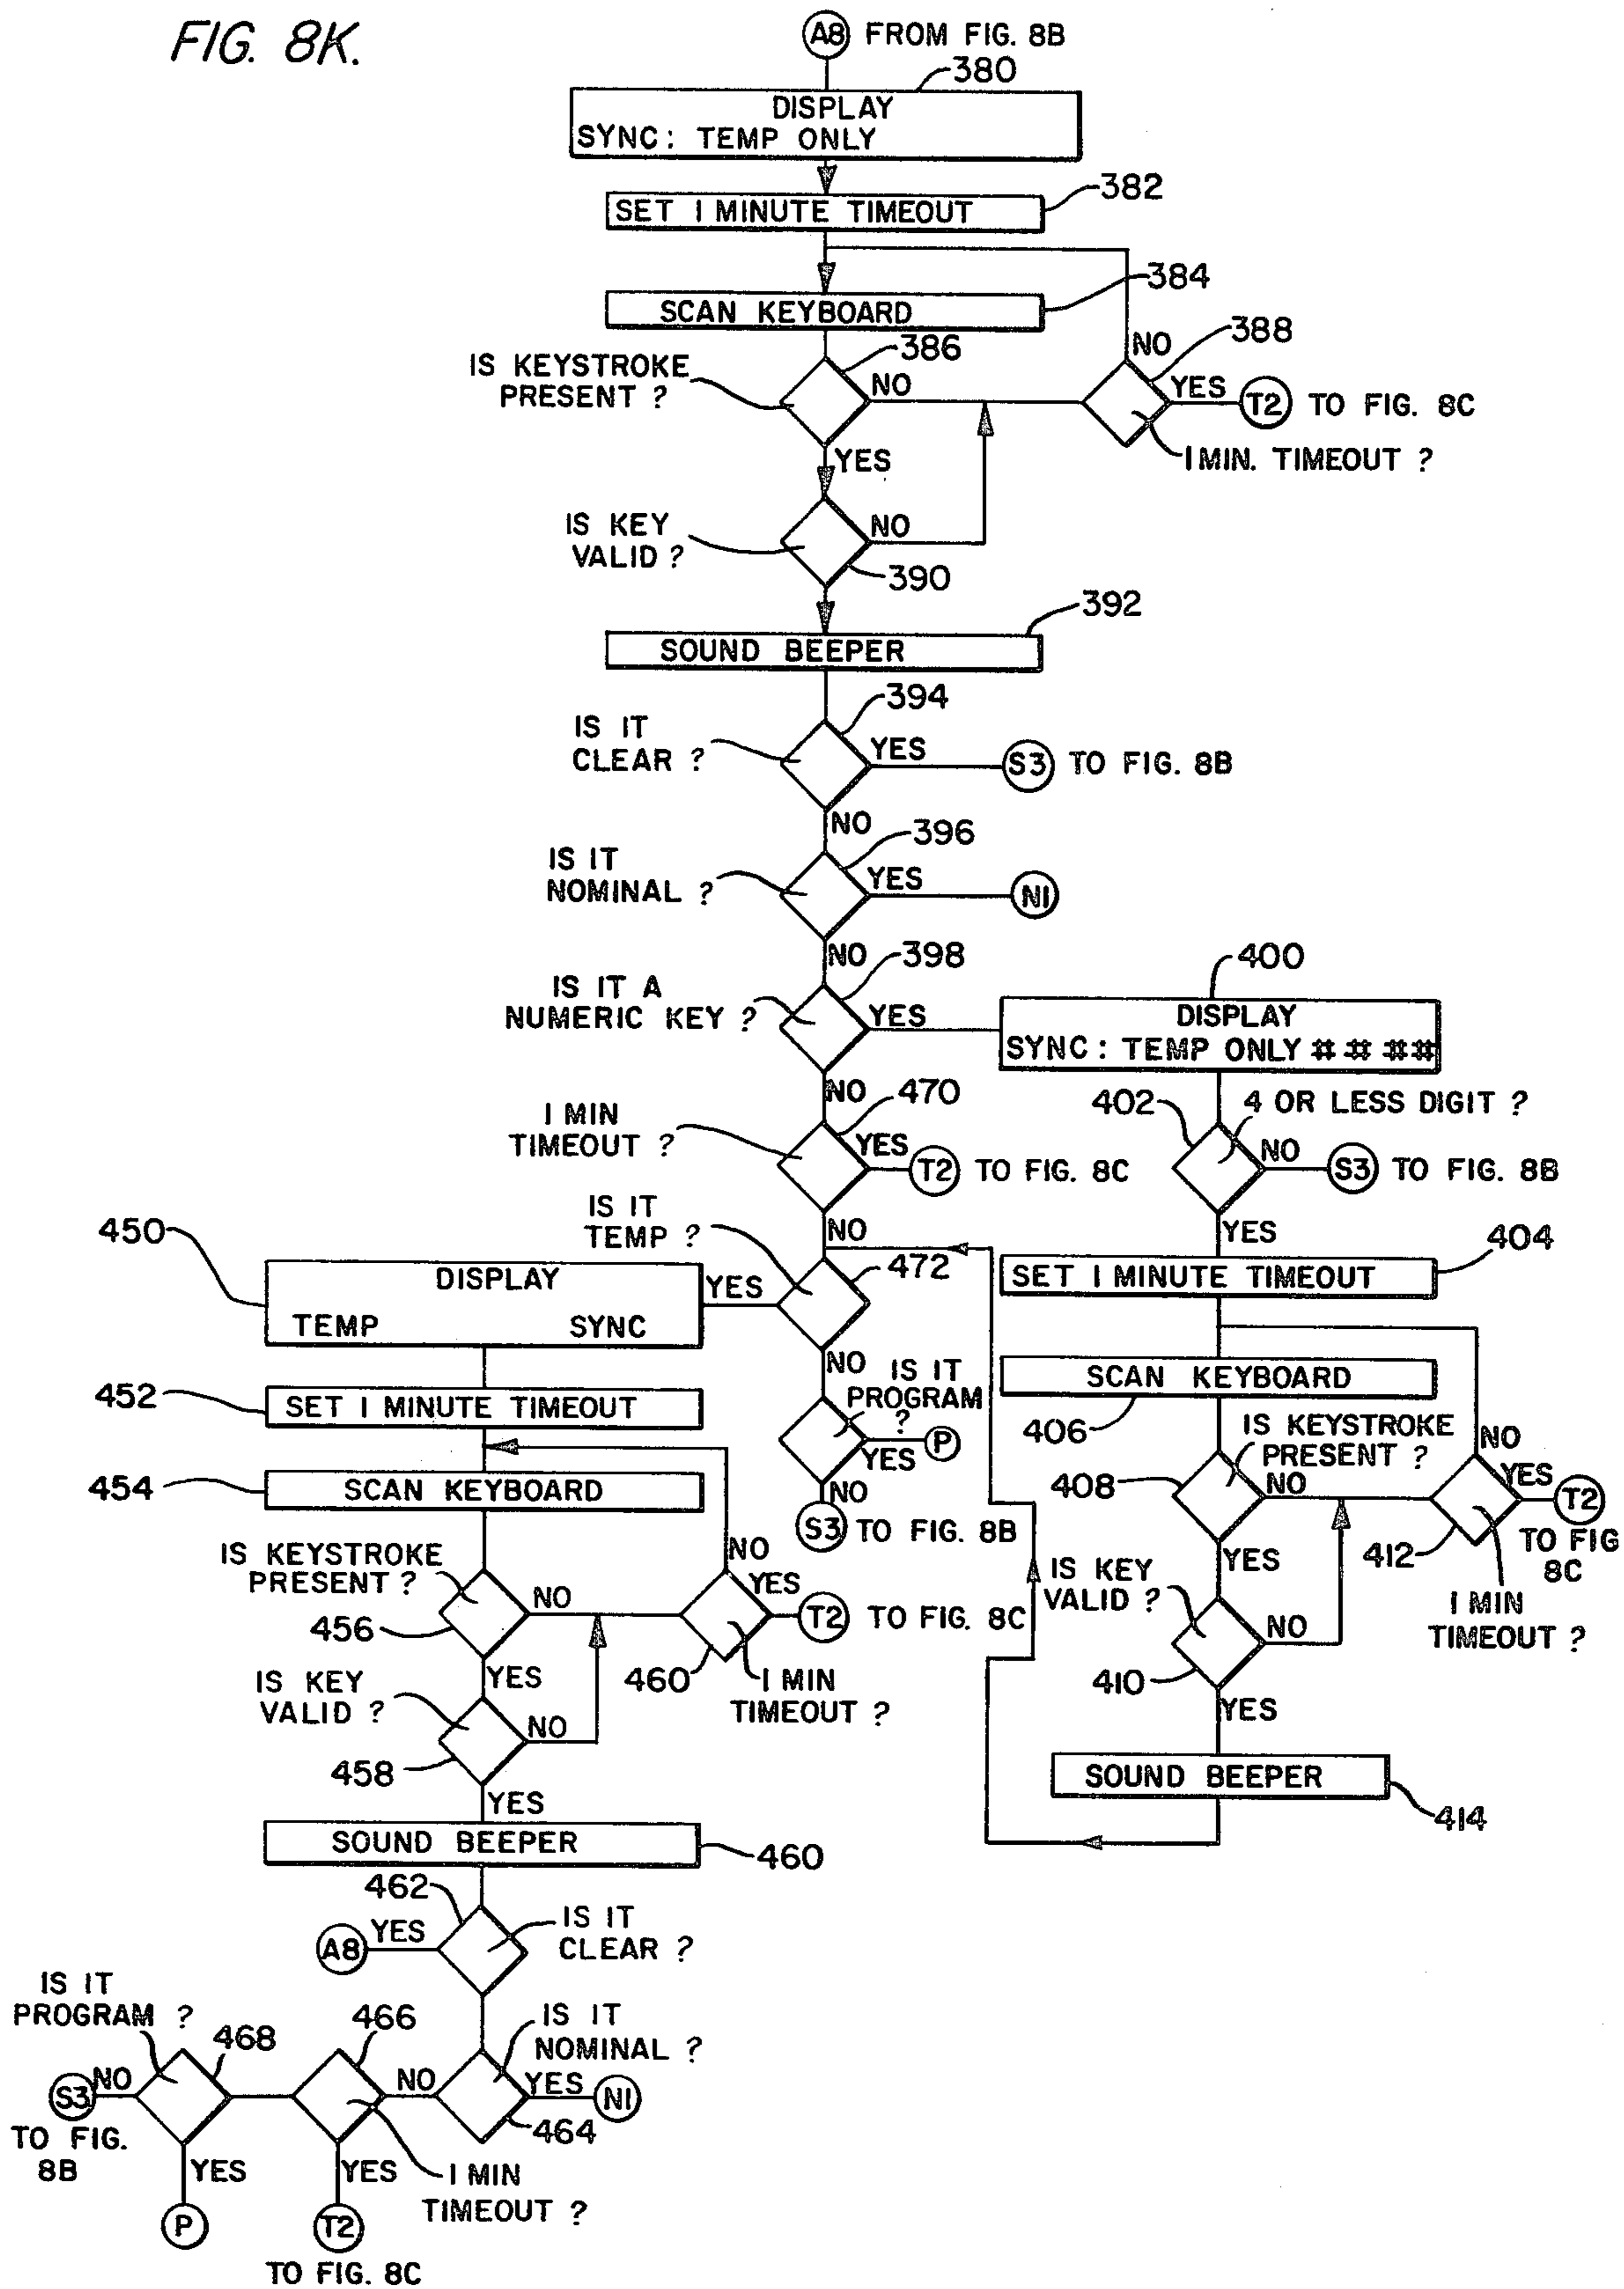 FIG. 8K.
A8 FROM FIG. 8B
380
DISPLAY
SYNC: TEMP ONLY
382
SET 1 MINUTE TIMEOUT
384
SCAN KEYBOARD
386
388
IS KEYSTROKE
PRESENT ?
NO
NO
YES
T2 TO FIG. 8C
YES
1 MIN. TIMEOUT ?
IS KEY
VALID ?
NO
390
392
SOUND BEEPER
394
IS IT
CLEAR ?
YES
S3 TO FIG. 8B
NO
396
IS IT
NOMINAL ?
YES
N1
NO
398
IS IT A
NUMERIC KEY ?
YES
400
DISPLAY
SYNC: TEMP ONLY # # # #
NO
470
402
4 OR LESS DIGIT ?
1 MIN
TIMEOUT ?
YES
T2 TO FIG. 8C
NO
S3 TO FIG. 8B
IS IT
TEMP ?
NO
YES
404
450
DISPLAY
TEMP SYNC
YES
472
SET 1 MINUTE TIMEOUT
NO
IS IT
PROGRAM
?
SCAN KEYBOARD
452
SET 1 MINUTE TIMEOUT
YES
P
406
IS KEYSTROKE
PRESENT ?
NO
454
SCAN KEYBOARD
NO
S3 TO FIG. 8B
408
NO
YES
T2
TO FIG
8C
412
IS KEYSTROKE
PRESENT ?
NO
NO
YES
T2 TO FIG. 8C
YES
IS KEY
VALID ?
1 MIN
TIMEOUT ?
456
YES
460
1 MIN
TIMEOUT ?
NO
410
IS KEY
VALID ?
NO
YES
458
YES
SOUND BEEPER
414
SOUND BEEPER
460
462
A8
YES
IS IT
CLEAR ?
IS IT
PROGRAM ?
468
466
IS IT
NOMINAL ?
S3
NO
NO
YES
N1
TO FIG.
8B
464
YES
YES
1 MIN
TIMEOUT ?
P
T2
TO FIG. 8C